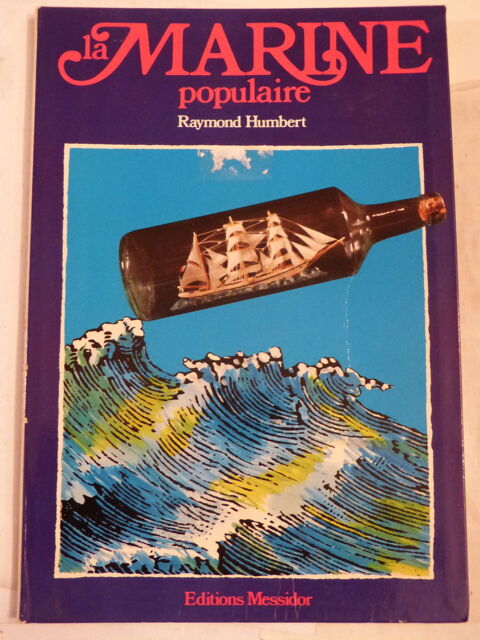 la MARINE
populaire
Raymond Humbert
Editions Messidor